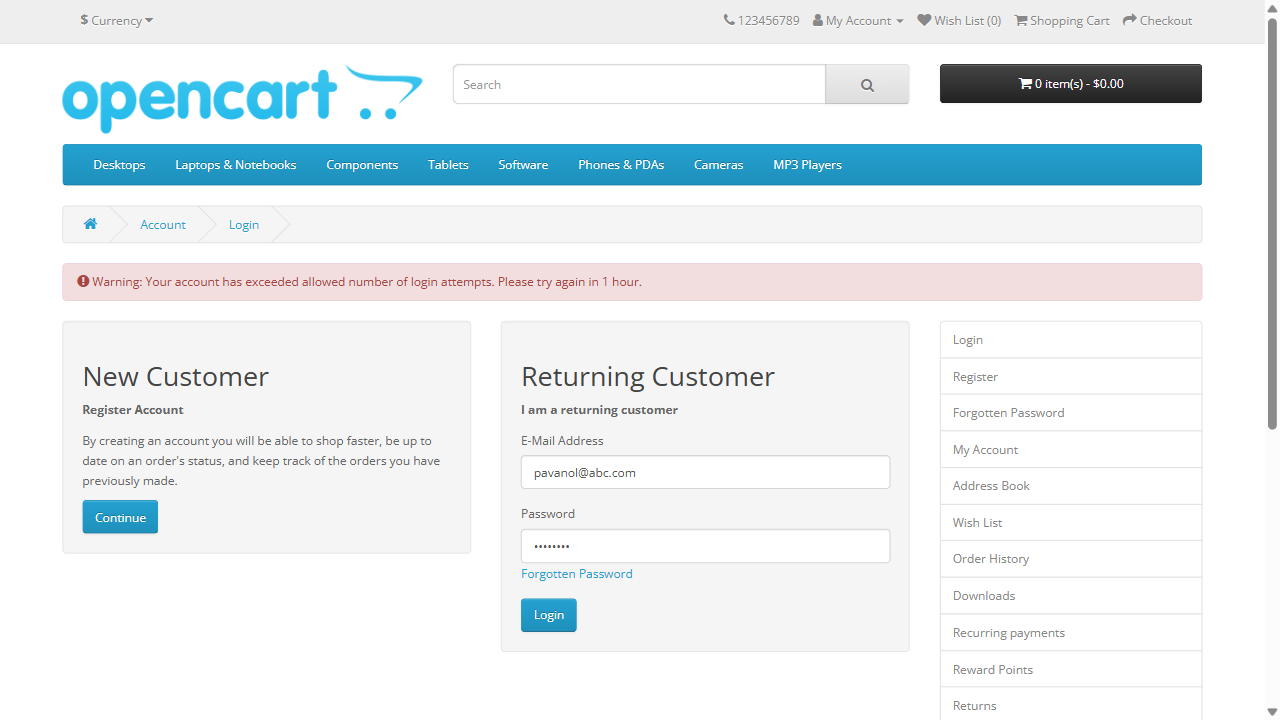 $ Currency
123456789
My Account
Wish List (0)
Shopping Cart
Checkout
opencart
Search
0 item(s) - $0.00
Desktops
Laptops & Notebooks
Components
Tablets
Software
Phones & PDAs
Cameras
MP3 Players
Account
Login
Warning: Your account has exceeded allowed number of login attempts. Please try again in 1 hour.
New Customer
Register Account
By creating an account you will be able to shop faster, be up to
date on an order's status, and keep track of the orders you have
previously made.
Continue
Returning Customer
I am a returning customer
E-Mail Address
pavanol@abc.com
Password
••••••••
Forgotten Password
Login
Login
Register
Forgotten Password
My Account
Address Book
Wish List
Order History
Downloads
Recurring payments
Reward Points
Returns